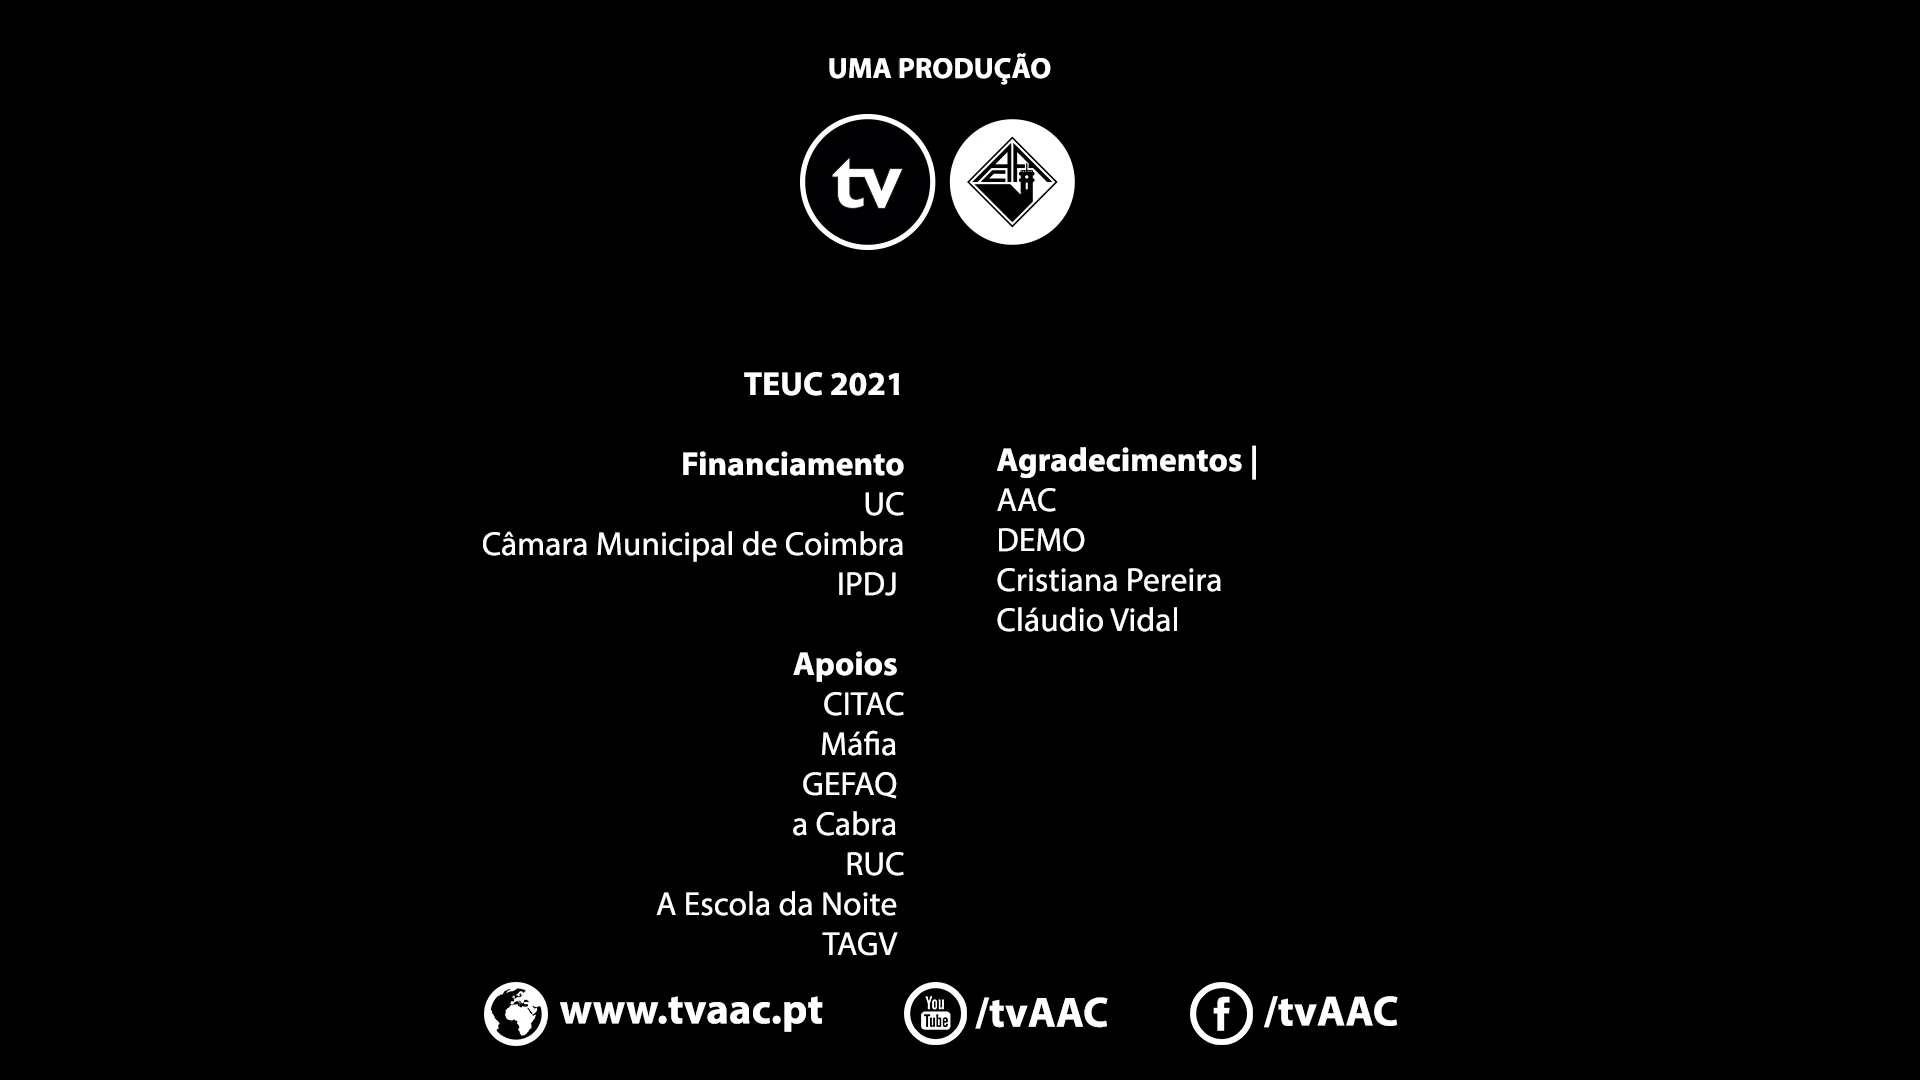 UMA PRODUÇÃO
tv
TEUC 2021
Financiamento
UC
Câmara Municipal de Coimbra
IPDJ
Apoios
CITAC
Máfia
GEFAQ
a Cabra
RUC
A Escola da Noite
TAGV
Agradecimentos |
AAC
DEMO
Cristiana Pereira
Cláudio Vidal
www.tvaac.pt
You
Tube
/tvAAC
f
/tvAAC